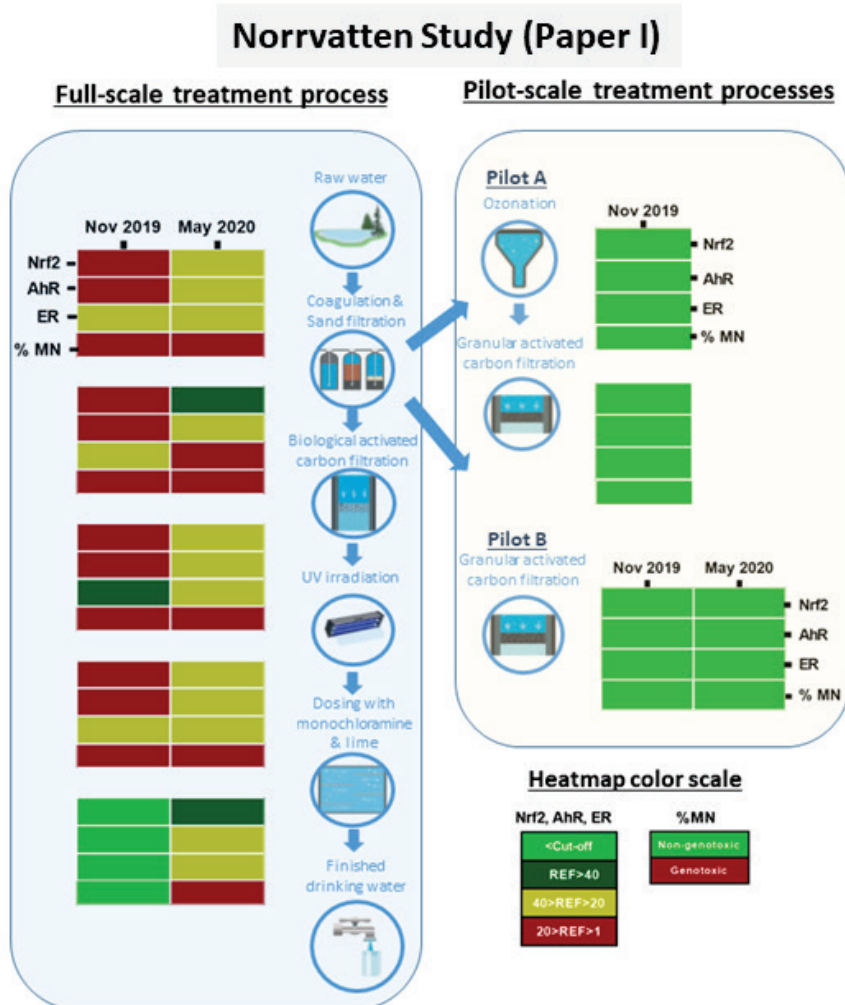 Norrvatten Study (Paper I)
Full-scale treatment process
Raw water
Nov 2019 May 2020
Nrf2
AhR
ER
% MN
Coagulation &
Sand filtration
Biological activated
carbon filtration
UV irradiation
Dosing with
monochloramine
& lime
Finished
drinking water
Pilot-scale treatment processes
Pilot A
Ozonation
Nov 2019
Nrf2
AhR
ER
% MN
Granular activated
carbon filtration
Pilot B
Granular activated
carbon filtration
Nov 2019 May 2020
Nrf2
AhR
ER
% MN
Heatmap color scale
Nrf2, AhR, ER
<Cut-off
REF>40
40>REF>20
20>REF>1
%MN
Non-genotoxic
Genotoxic